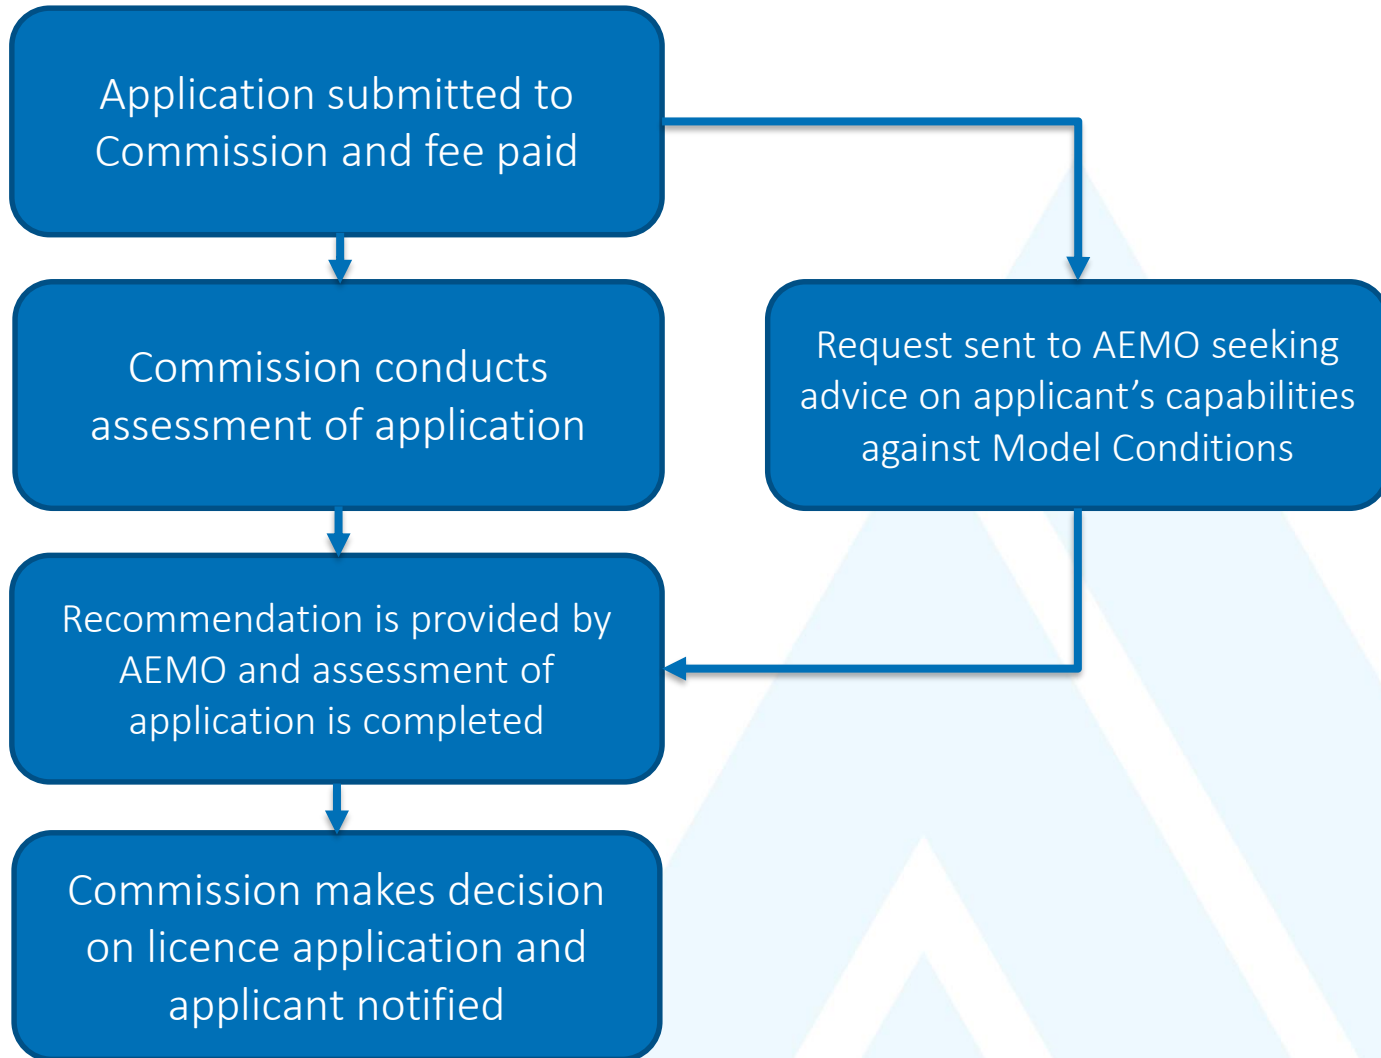 Application submitted to
Commission and fee paid
Commission conducts
assessment of application
Request sent to AEMO seeking
advice on applicant’s capabilities
against Model Conditions
Recommendation is provided by
AEMO and assessment of
application is completed
Commission makes decision
on licence application and
applicant notified